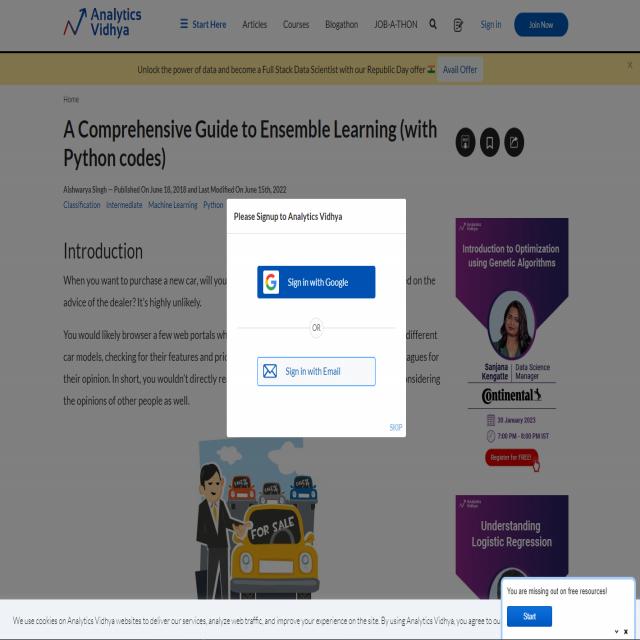 Analytics
Vidhya
Start Here
Articles
Courses
Blogathon
JOB-A-THON
Sign in
Join Now
Unlock the power of data and become a Full Stack Data Scientist with our Republic Day offer
Avail Offer
x
Home
A Comprehensive Guide to Ensemble Learning (with
Python codes)
Aishwarya Singh — Published On June 18, 2018 and Last Modified On June 15th, 2022
Classification Intermediate Machine Learning Python
Please Signup to Analytics Vidhya
Sign in with Google
OR
Sign in with Email
SKIP
Introduction
When you want to purchase a new car, will you
d on the
advice of the dealer? It's highly unlikely.
You would likely browser a few web portals wh
different
car models, checking for their features and pric
agues for
their opinion. In short, you wouldn't directly re
onsidering
the opinions of other people as well.
FOR SALE
Analytics
Vidhya
Introduction to Optimization
using Genetic Algorithms
Sanjana
Kengatte
Data Science
Manager
Continental
30 January 2023
7:00 PM - 8:00 PM IST
Register for FREE!
Analytics
Vidhya
Understanding
Logistic Regression
You are missing out on free resources!
Start
We use cookies on Analytics Vidhya websites to deliver our services, analyze web traffic, and improve your experience on the site. By using Analytics Vidhya, you agree to ou